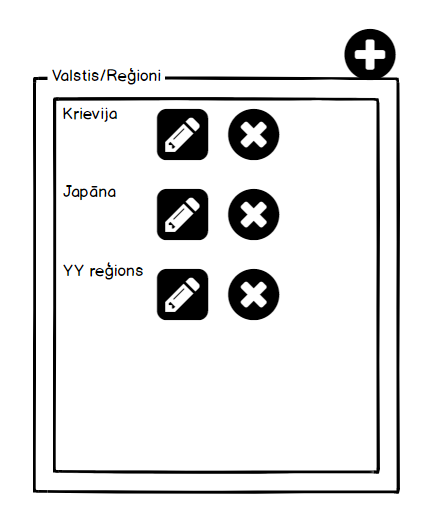 Valstis/Reģioni
Krievija
Japāna
YY reģions